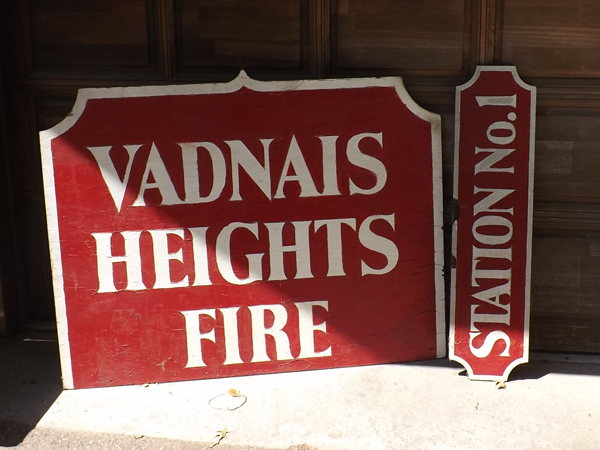 VADNAIS
HEIGHTS
FIRE
STATION No.1